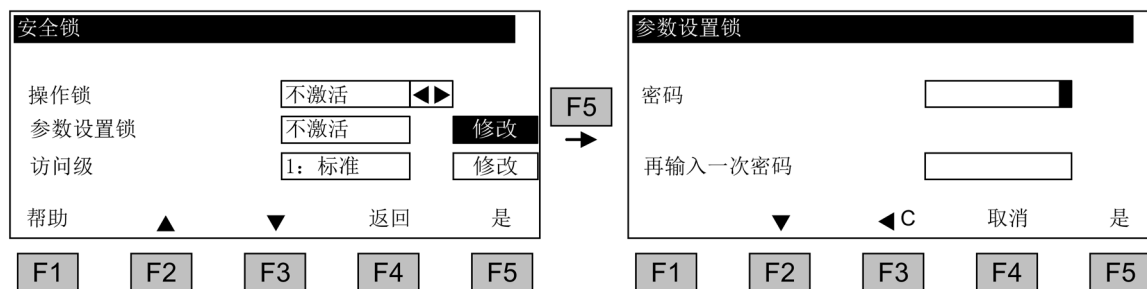 安全锁
操作锁 不激活
参数设置锁 不激活 修改
访问级 1：标准 修改
帮助 ▲ ▼ 返回 是
F1 F2 F3 F4 F5
F5
参数设置锁
密码
再输入一次密码
▼ ◀C 取消 是
F1 F2 F3 F4 F5